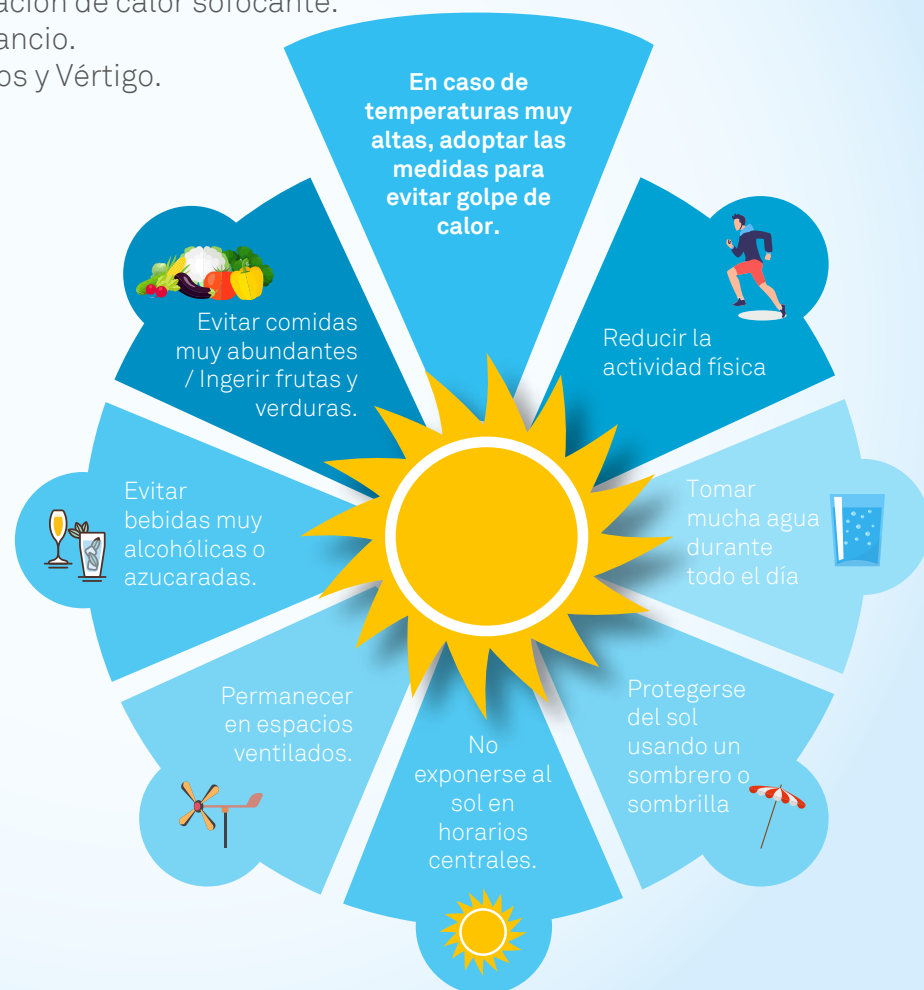 de calor sofocante.
os y Vértigo.
En caso de
temperaturas muy
altas, adoptar las
medidas para
evitar golpe de
calor.
Reducir la
actividad física
Tomar
mucha agua
durante
todo el día
Protegerse
del sol
usando un
sombrero o
sombrilla
No
exponerse al
sol en
horarios
centrales.
Permanecer
en espacios
ventilados.
Evitar
bebidas muy
alcohólicas o
azucaradas.
Evitar comidas
muy abundantes
/ Ingerir frutas y
verduras.